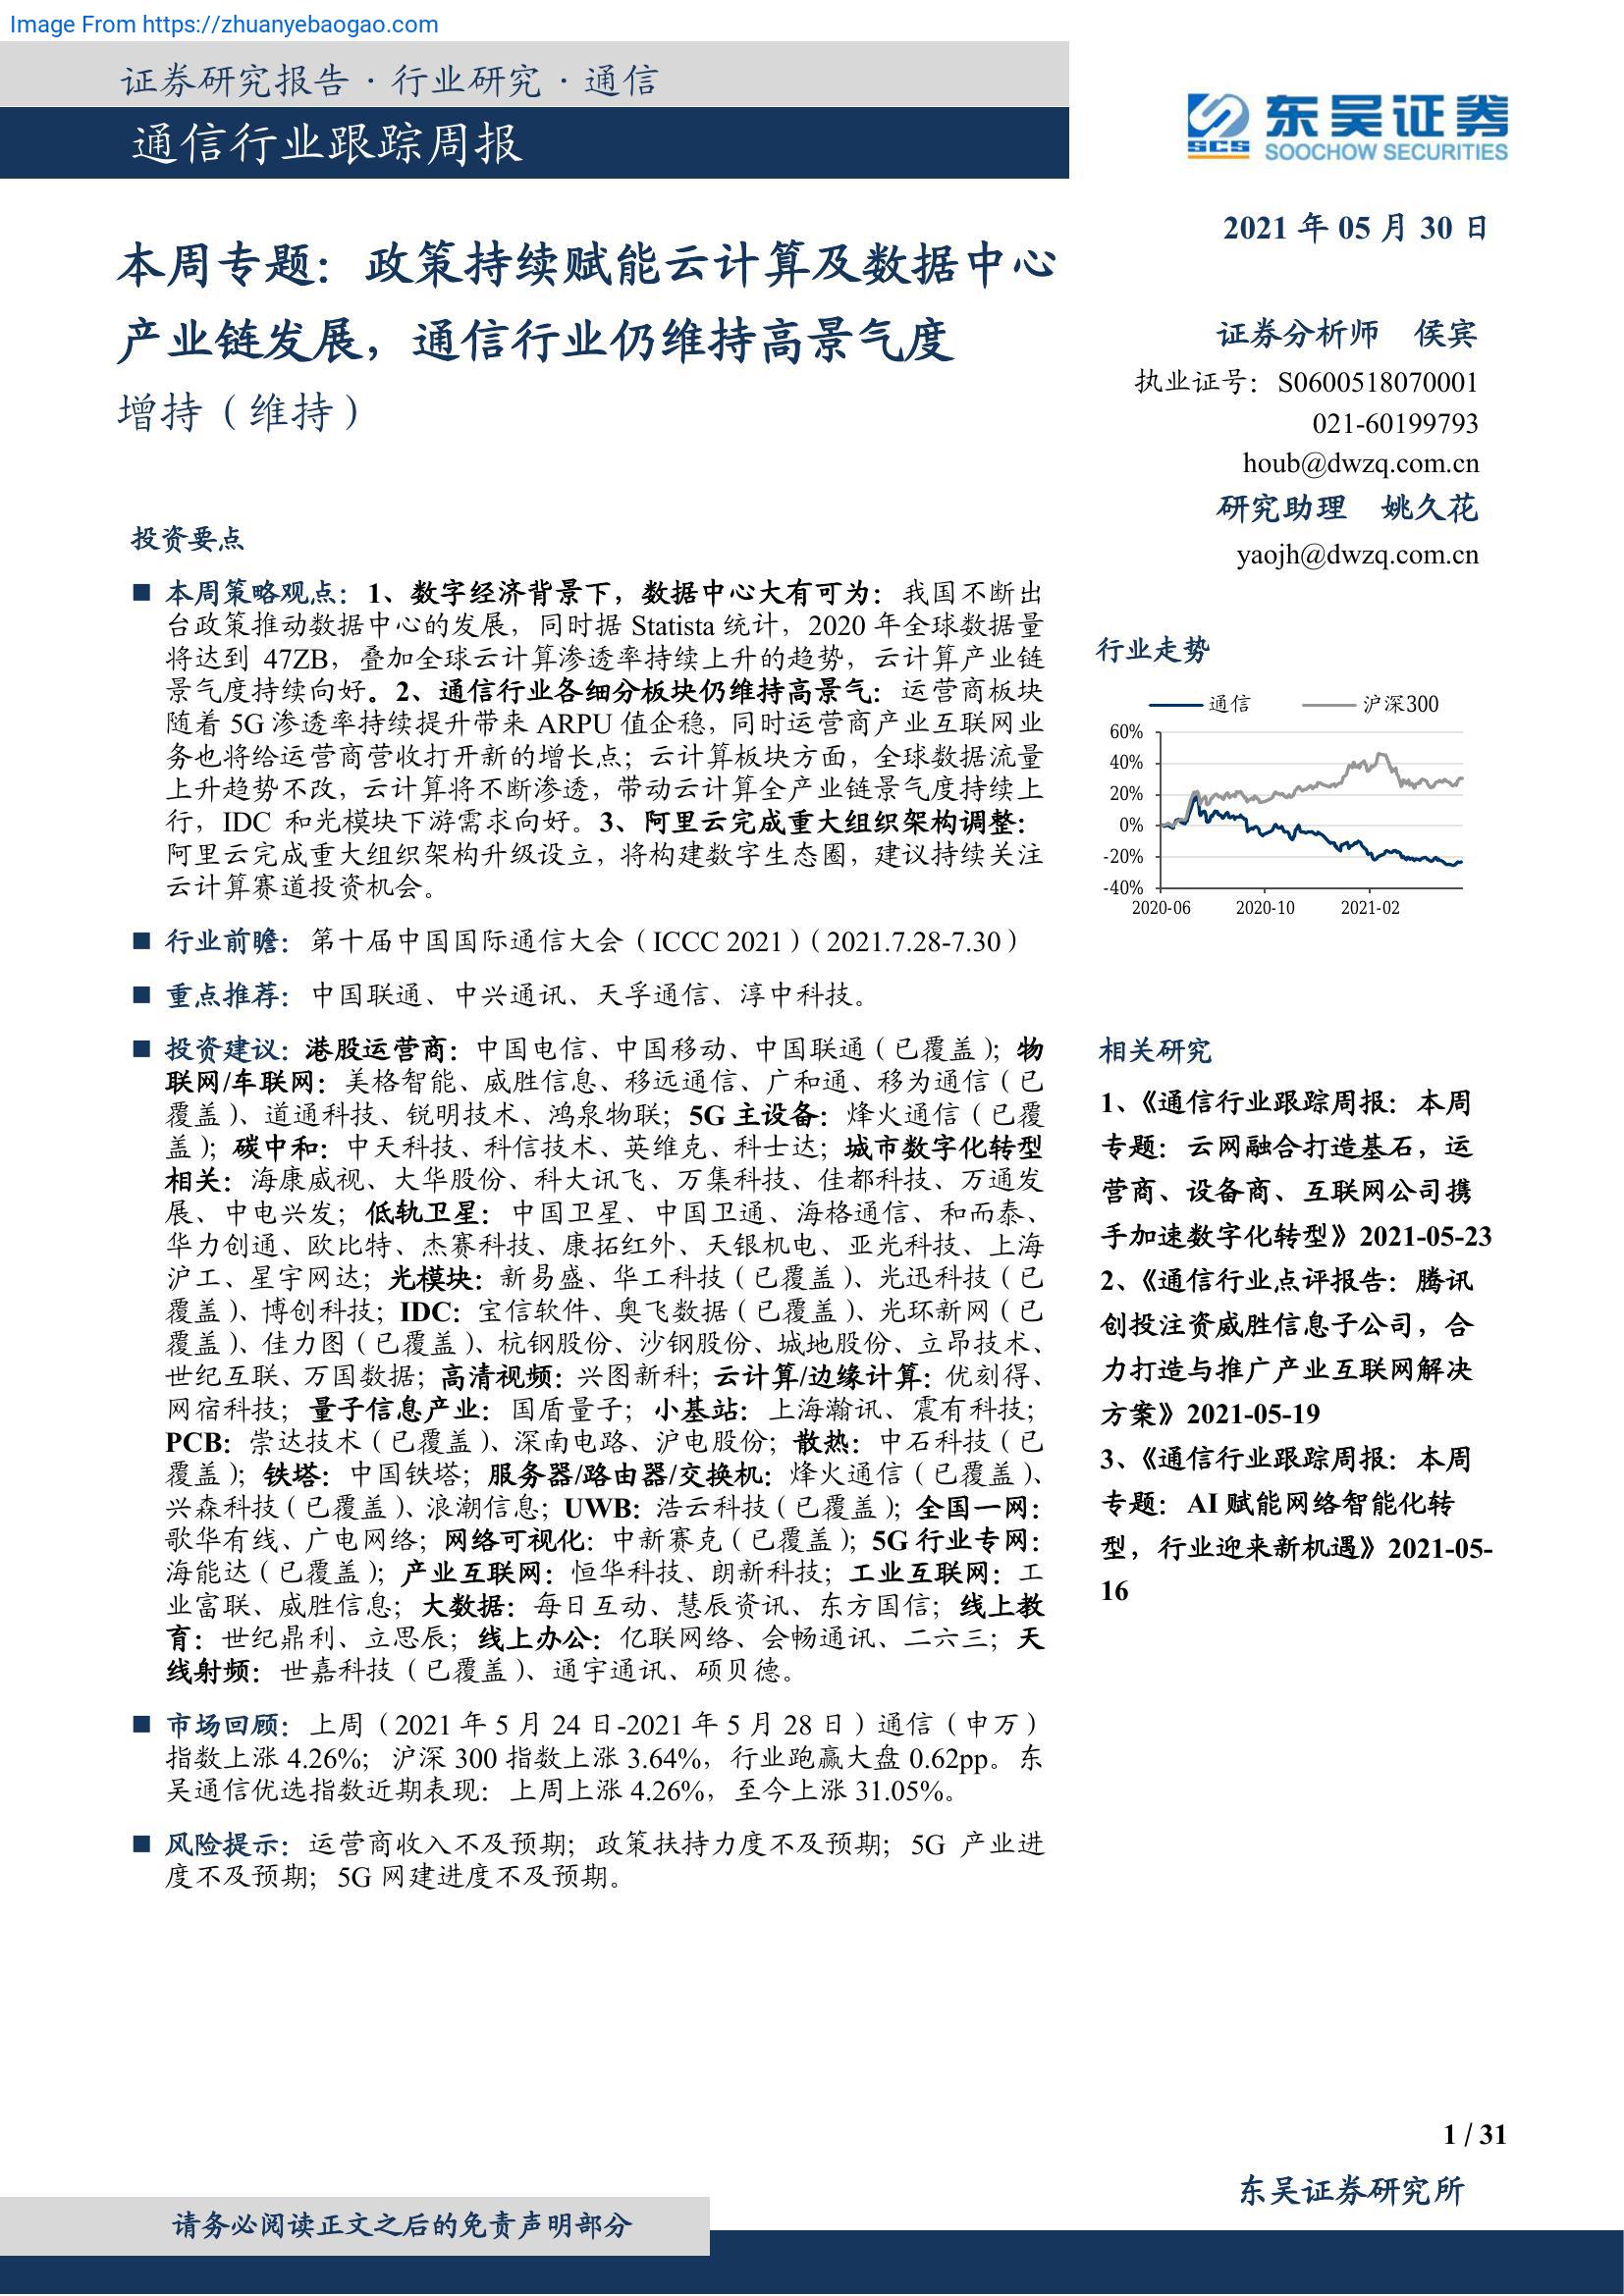 Image From https://zhuanyebaogao.com
证券研究报告·行业研究·通信
通信行业跟踪周报
东吴证券
SCS
SOOCHOW SECURITIES
本周专题：政策持续赋能云计算及数据中心
产业链发展，通信行业仍维持高景气度
增持（维持）
投资要点
■ 本周策略观点：1、数字经济背景下，数据中心大有可为：我国不断出
台政策推动数据中心的发展，同时据 Statista 统计，2020 年全球数据量
将达到 47ZB，叠加全球云计算渗透率持续上升的趋势，云计算产业链
景气度持续向好。2、通信行业各细分板块仍维持高景气：运营商板块
随着 5G 渗透率持续提升带来 ARPU 值企稳，同时运营商产业互联网业
务也将给运营商营收打开新的增长点；云计算板块方面，全球数据流量
上升趋势不改，云计算将不断渗透，带动云计算全产业链景气度持续上
行，IDC 和光模块下游需求向好。3、阿里云完成重大组织架构调整：
阿里云完成重大组织架构升级设立，将构建数字生态圈，建议持续关注
云计算赛道投资机会。
■ 行业前瞻：第十届中国国际通信大会（ICCC 2021）（2021.7.28-7.30）
■ 重点推荐：中国联通、中兴通讯、天孚通信、淳中科技。
■ 投资建议：港股运营商：中国电信、中国移动、中国联通（已覆盖）；物
联网/车联网：美格智能、威胜信息、移远通信、广和通、移为通信（已
覆盖）、道通科技、锐明技术、鸿泉物联；5G 主设备：烽火通信（已覆
盖）；碳中和：中天科技、科信技术、英维克、科士达；城市数字化转型
相关：海康威视、大华股份、科大讯飞、万集科技、佳都科技、万通发
展、中电兴发；低轨卫星：中国卫星、中国卫通、海格通信、和而泰、
华力创通、欧比特、杰赛科技、康拓红外、天银机电、亚光科技、上海
沪工、星宇网达；光模块：新易盛、华工科技（已覆盖）、光迅科技（已
覆盖）、博创科技；IDC：宝信软件、奥飞数据（已覆盖）、光环新网（已
覆盖）、佳力图（已覆盖）、杭钢股份、沙钢股份、城地股份、立昂技术、
世纪互联、万国数据；高清视频：兴图新科；云计算/边缘计算：优刻得、
网宿科技；量子信息产业：国盾量子；小基站：上海瀚讯、震有科技；
PCB：崇达技术（已覆盖）、深南电路、沪电股份；散热：中石科技（已
覆盖）；铁塔：中国铁塔；服务器/路由器/交换机：烽火通信（已覆盖）、
兴森科技（已覆盖）、浪潮信息；UWB：浩云科技（已覆盖）；全国一网：
歌华有线、广电网络；网络可视化：中新赛克（已覆盖）；5G 行业专网：
海能达（已覆盖）；产业互联网：恒华科技、朗新科技；工业互联网：工
业富联、威胜信息；大数据：每日互动、慧辰资讯、东方国信；线上教
育：世纪鼎利、立思辰；线上办公：亿联网络、会畅通讯、二六三；天
线射频：世嘉科技（已覆盖）、通宇通讯、硕贝德。
■ 市场回顾：上周（2021 年 5 月 24 日-2021 年 5 月 28 日）通信（申万）
指数上涨 4.26%；沪深 300 指数上涨 3.64%，行业跑赢大盘 0.62pp。东
吴通信优选指数近期表现：上周上涨 4.26%，至今上涨 31.05%。
■ 风险提示：运营商收入不及预期；政策扶持力度不及预期；5G 产业进
度不及预期；5G 网建进度不及预期。
2021 年 05 月 30 日
证券分析师 侯宾
执业证号：S0600518070001
021-60199793
houb@dwzq.com.cn
研究助理 姚久花
yaojh@dwzq.com.cn
行业走势
通信 沪深300
60%
40%
20%
0%
-20%
-40%
2020-06 2020-10 2021-02
相关研究
1、《通信行业跟踪周报：本周
专题：云网融合打造基石，运
营商、设备商、互联网公司携
手加速数字化转型》2021-05-23
2、《通信行业点评报告：腾讯
创投注资威胜信息子公司，合
力打造与推广产业互联网解决
方案》2021-05-19
3、《通信行业跟踪周报：本周
专题：AI 赋能网络智能化转
型，行业迎来新机遇》2021-05-
16
1 / 31
东吴证券研究所
请务必阅读正文之后的免责声明部分